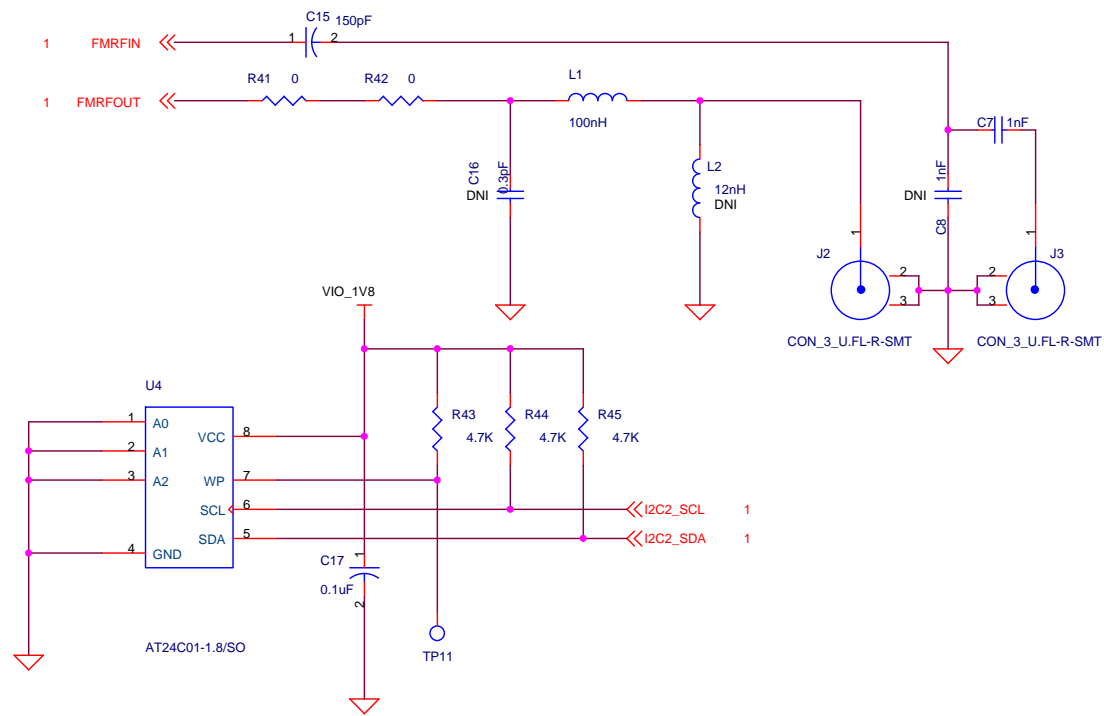 C15 150pF
1 FMRFIN 1 2
R41 0 R42 0 L1
1 FMRFOUT
100nH
C7 1nF
C16 0.3pF
DNI
L2
12nH
DNI
1nF
DNI
C8
1 1
J2 J3
2 2
3 3
CON_3_U.FL-R-SMT CON_3_U.FL-R-SMT
VIO_1V8
U4
1 A0
2 A1
3 A2
4 GND
VCC 8
WP 7
SCL 6
SDA 5
R43 R44 R45
4.7K 4.7K 4.7K
I2C2_SCL 1
I2C2_SDA 1
C17 1
0.1uF
2
AT24C01-1.8/SO
TP11